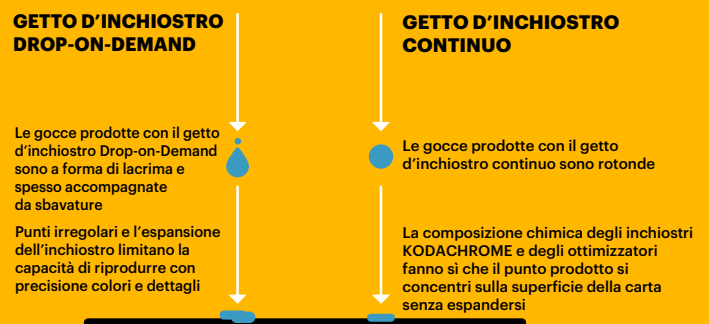 GETTO D’INCHIOSTRO
DROP-ON-DEMAND
Le gocce prodotte con il getto
d’inchiostro Drop-on-Demand
sono a forma di lacrima e
spesso accompagnate
da sbavature
Punti irregolari e l’espansione
dell’inchiostro limitano la
capacità di riprodurre con
precisione colori e dettagli
GETTO D’INCHIOSTRO
CONTINUO
Le gocce prodotte con il getto
d’inchiostro continuo sono rotonde
La composizione chimica degli inchiostri
KODACHROME e degli ottimizzatori
fanno sì che il punto prodotto si
concentri sulla superficie della carta
senza espandersi